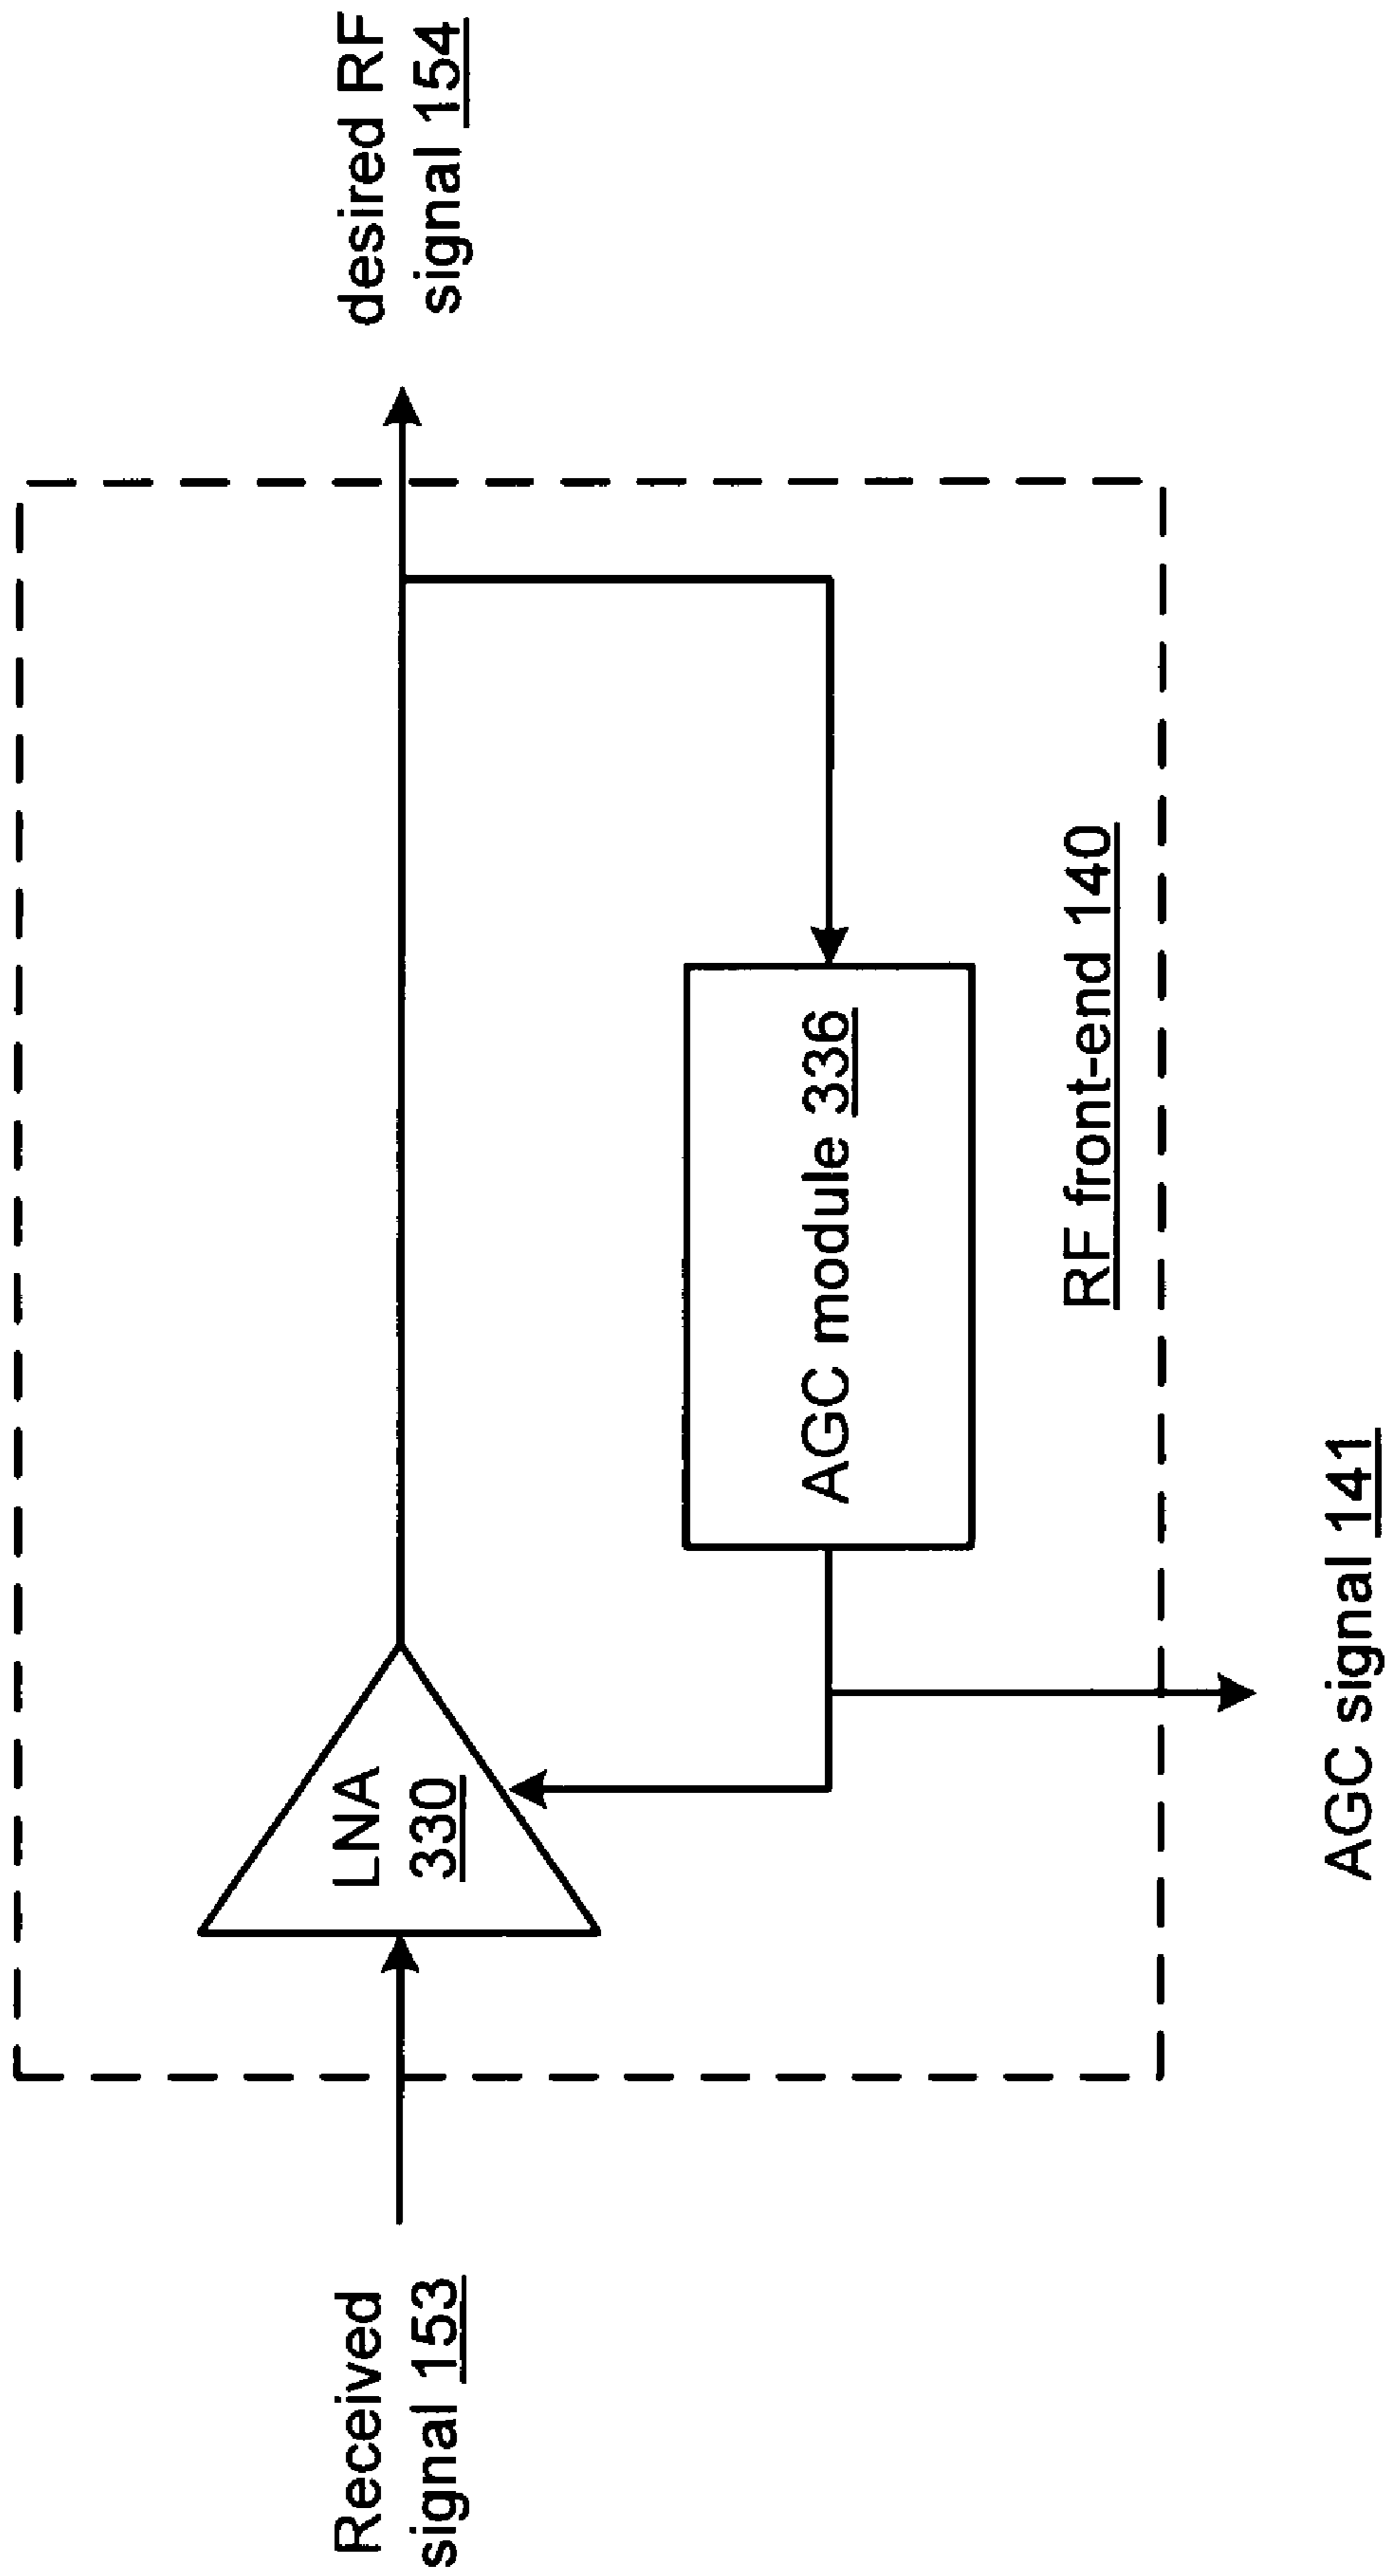 Received
signal 153
LNA
330
desired RF
signal 154
AGC module 336
RF front-end 140
AGC signal 141